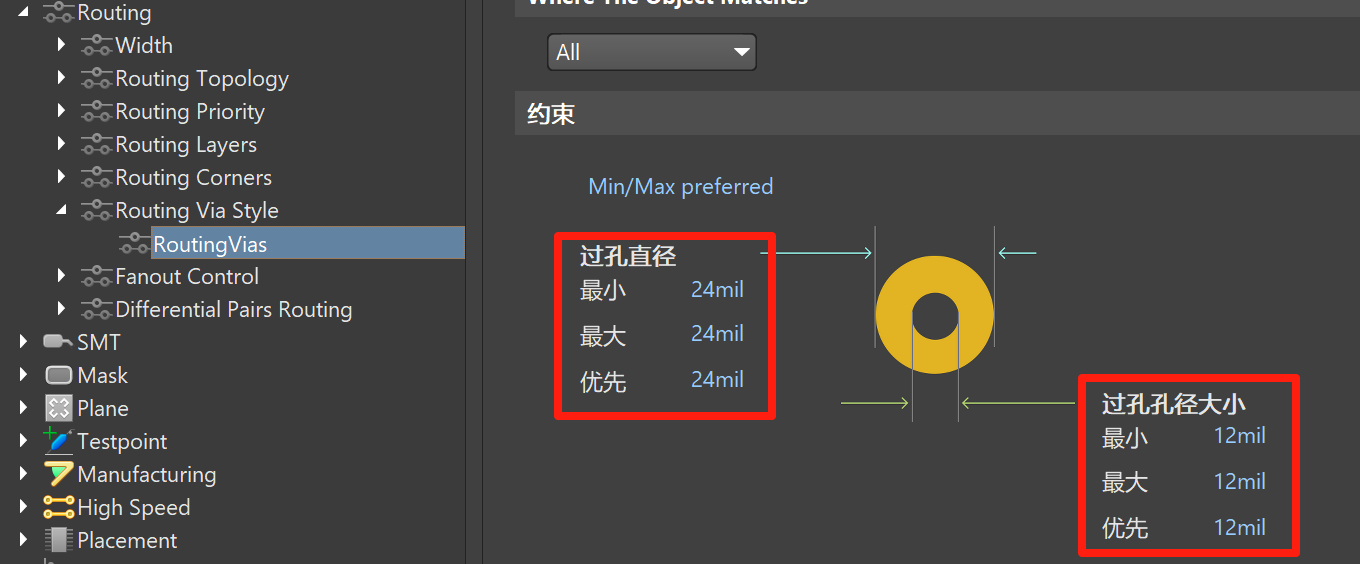 Where The Object Matches
Routing
Width
Routing Topology
Routing Priority
Routing Layers
Routing Corners
Routing Via Style
RoutingVias
Fanout Control
Differential Pairs Routing
SMT
Mask
Plane
Testpoint
Manufacturing
High Speed
Placement
All
约束
Min/Max preferred
过孔直径
最小 24mil
最大 24mil
优先 24mil
过孔孔径大小
最小 12mil
最大 12mil
优先 12mil